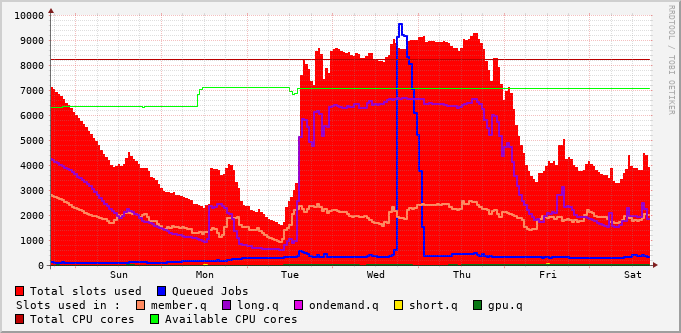 RRDTOOL / TOBI OETIKER
10000
9000
8000
7000
6000
5000
4000
3000
2000
1000
0
Sun Mon Tue Wed Thu Fri Sat
Total slots used Queued Jobs
Slots used in : member.q long.q ondemand.q short.q gpu.q
Total CPU cores Available CPU cores